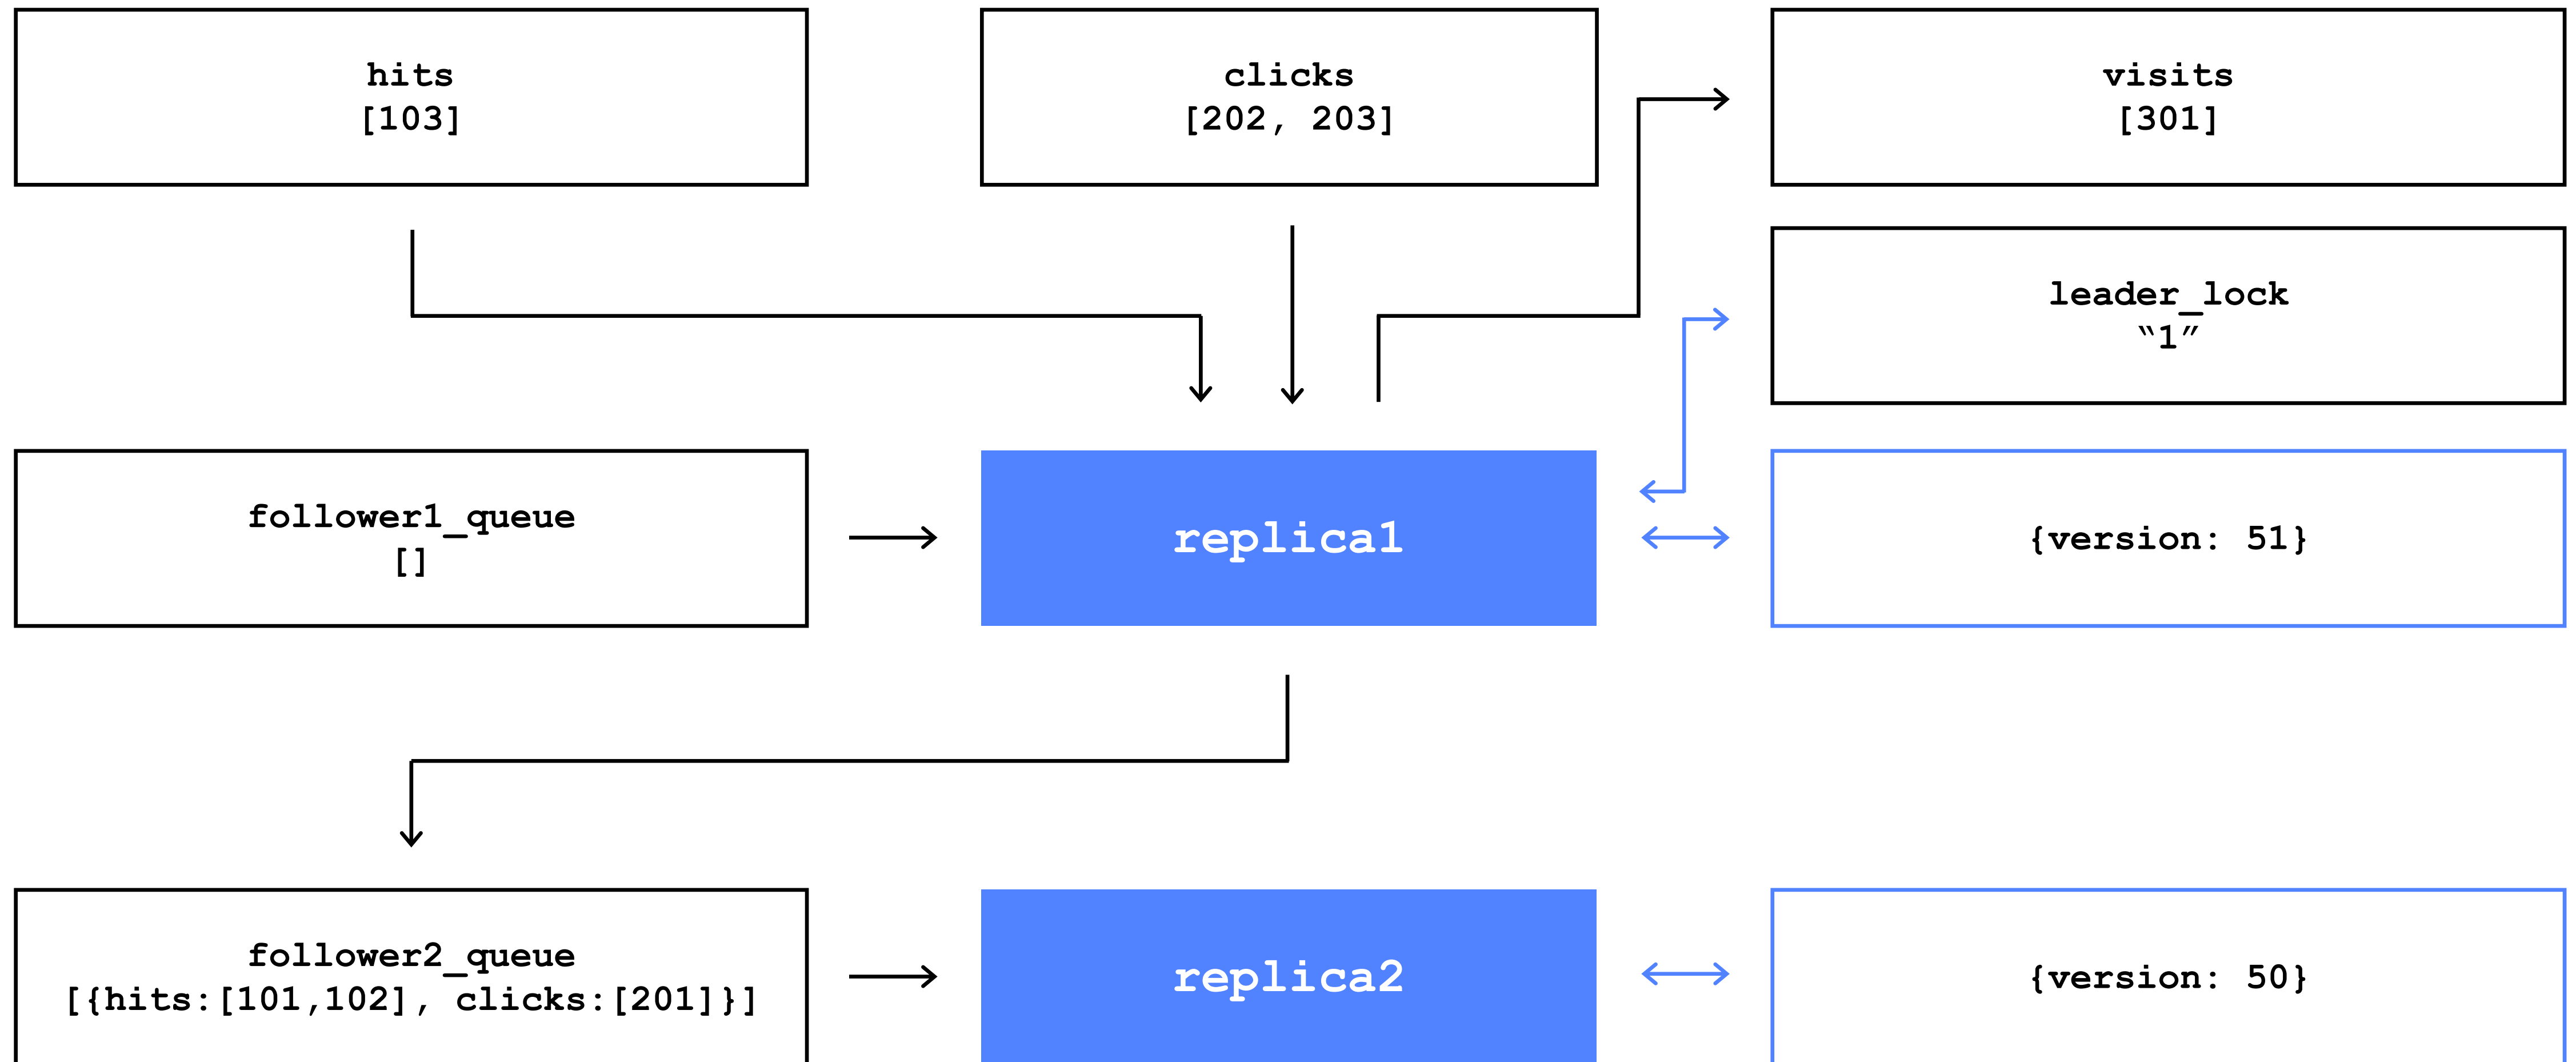 hits
[103]
clicks
[202, 203]
visits
[301]
leader_lock
“1”
follower1_queue
[]
replica1
{version: 51}
follower2_queue
[{hits:[101,102], clicks:[201]}]
replica2
{version: 50}